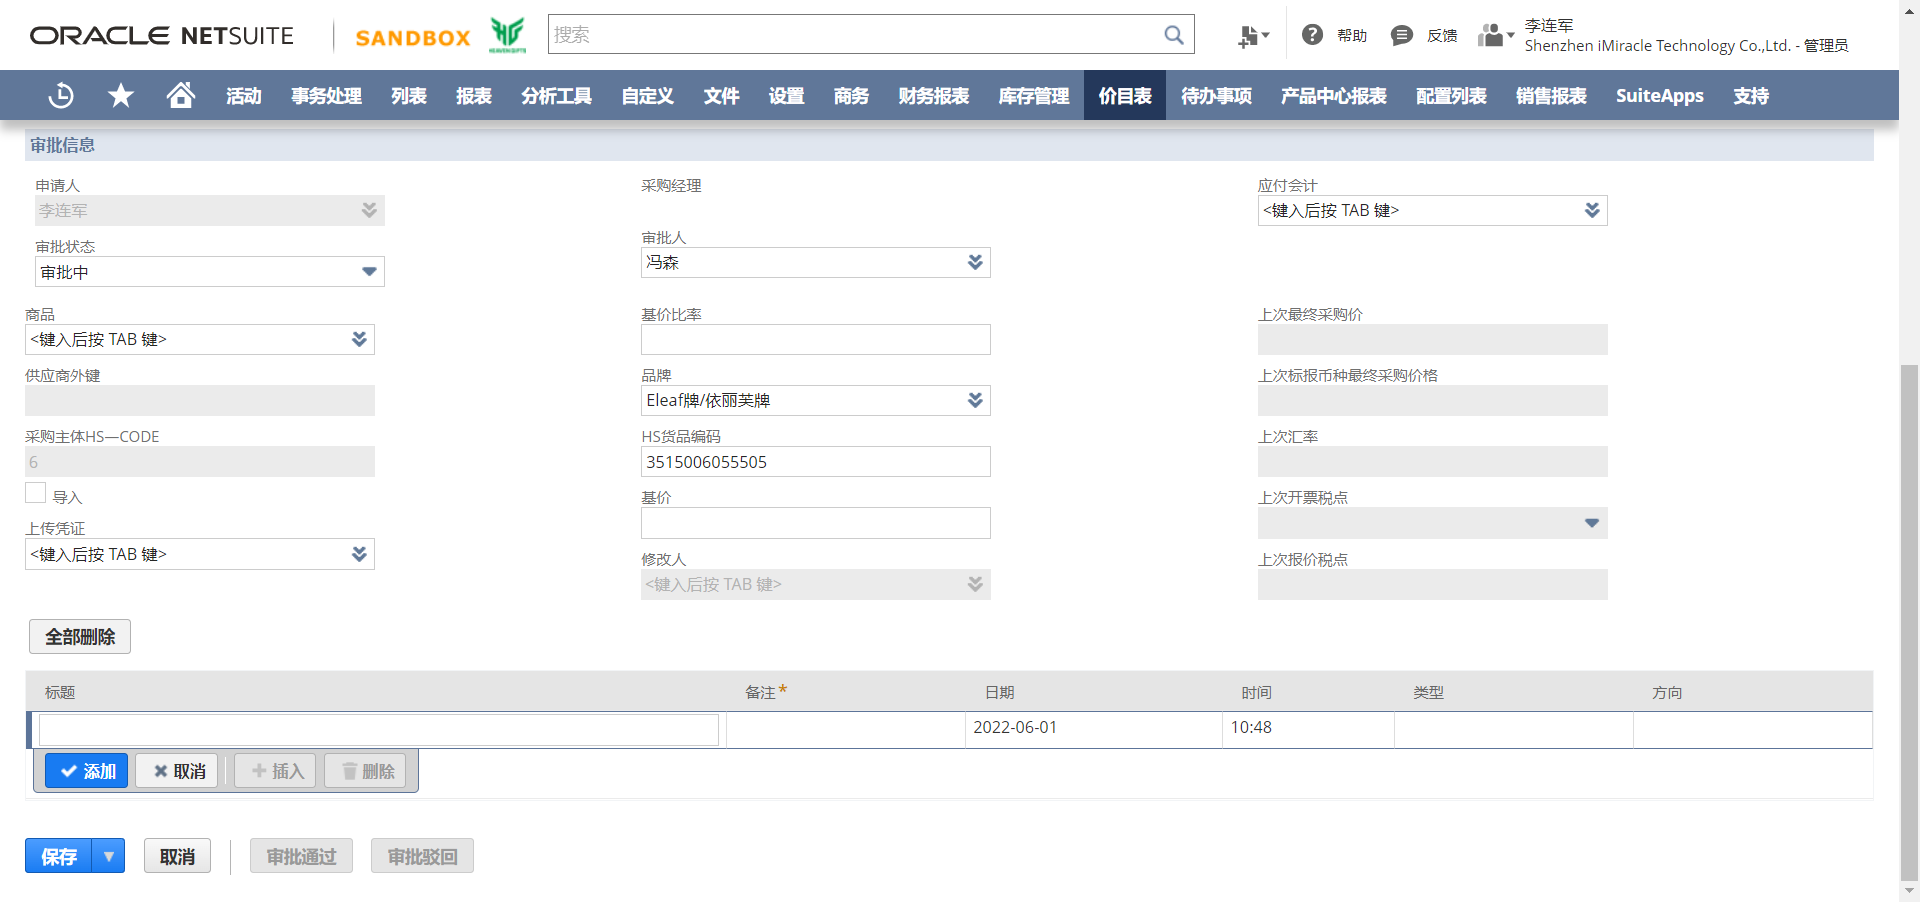 ORACLE NETSUITE SANDBOX HEAVEN GIFTS 搜索 帮助 反馈 李连军
Shenzhen iMiracle Technology Co.,Ltd. - 管理员
活动 事务处理 列表 报表 分析工具 自定义 文件 设置 商务 财务报表 库存管理 价目表 待办事项 产品中心报表 配置列表 销售报表 SuiteApps 支持
审批信息
申请人 采购经理 应付会计
李连军 <键入后按 TAB 键>
审批人
审批状态 冯森
审批中
商品 基价比率 上次最终采购价
<键入后按 TAB 键>
供应商外键 品牌 上次标报币种最终采购价格
Eleaf牌/依丽芙牌
采购主体HS—CODE HS货品编码 上次汇率
6 3515006055505
导入 基价 上次开票税点
上传凭证
<键入后按 TAB 键>
修改人 上次报价税点
<键入后按 TAB 键>
全部删除
标题 备注* 日期 时间 类型 方向
2022-06-01 10:48
添加 取消 插入 删除
保存 取消 审批通过 审批驳回